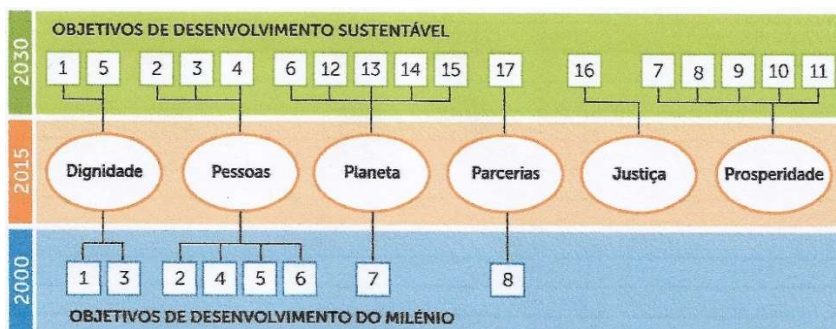 OBJETIVOS DE DESENVOLVIMENTO SUSTENTÁVEL
2030
1 5 2 3 4 6 12 13 14 15 17 16 7 8 9 10 11
2015
Dignidade Pessoas Planeta Parcerias Justiça Prosperidade
2000
1 3 2 4 5 6 7 8
OBJETIVOS DE DESENVOLVIMENTO DO MILÉNIO